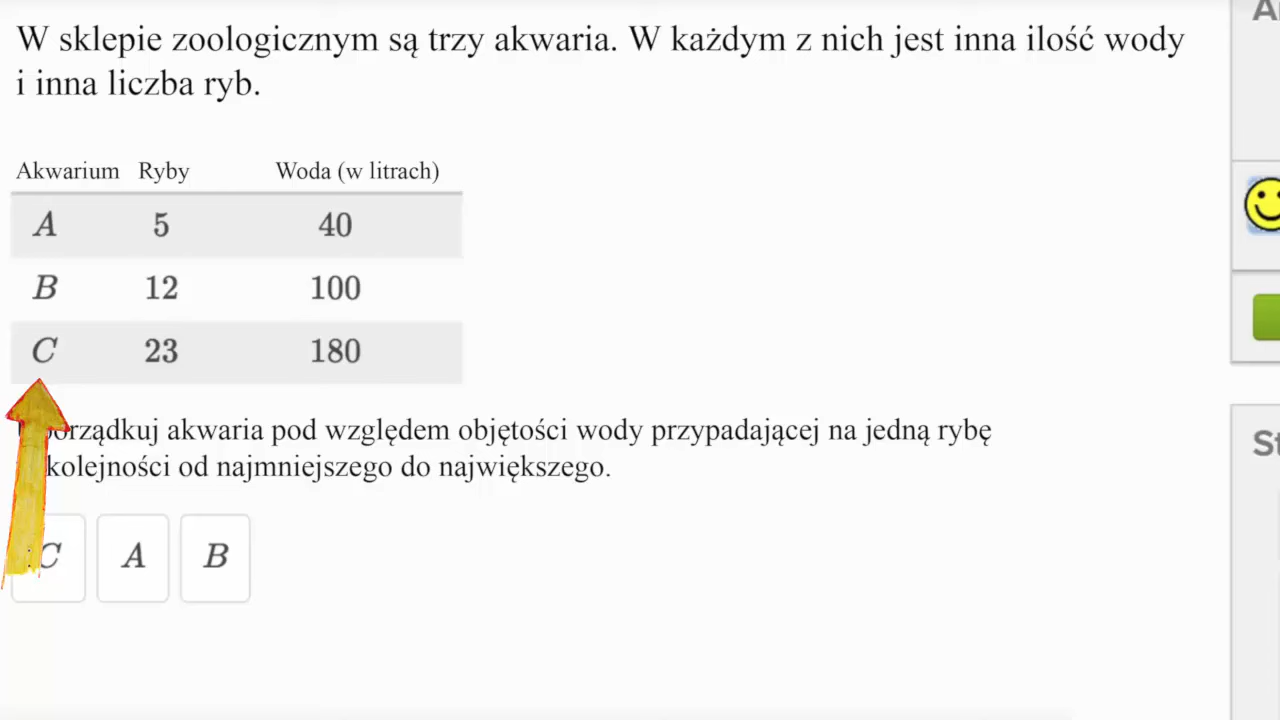 W sklepie zoologicznym są trzy akwaria. W każdym z nich jest inna ilość wody
i inna liczba ryb.
Akwarium Ryby Woda (w litrach)
A 5 40
B 12 100
C 23 180
akwaria pod względem objętości wody przypadającej na jedną rybę
kolejności od najmniejszego do największego.
C A B